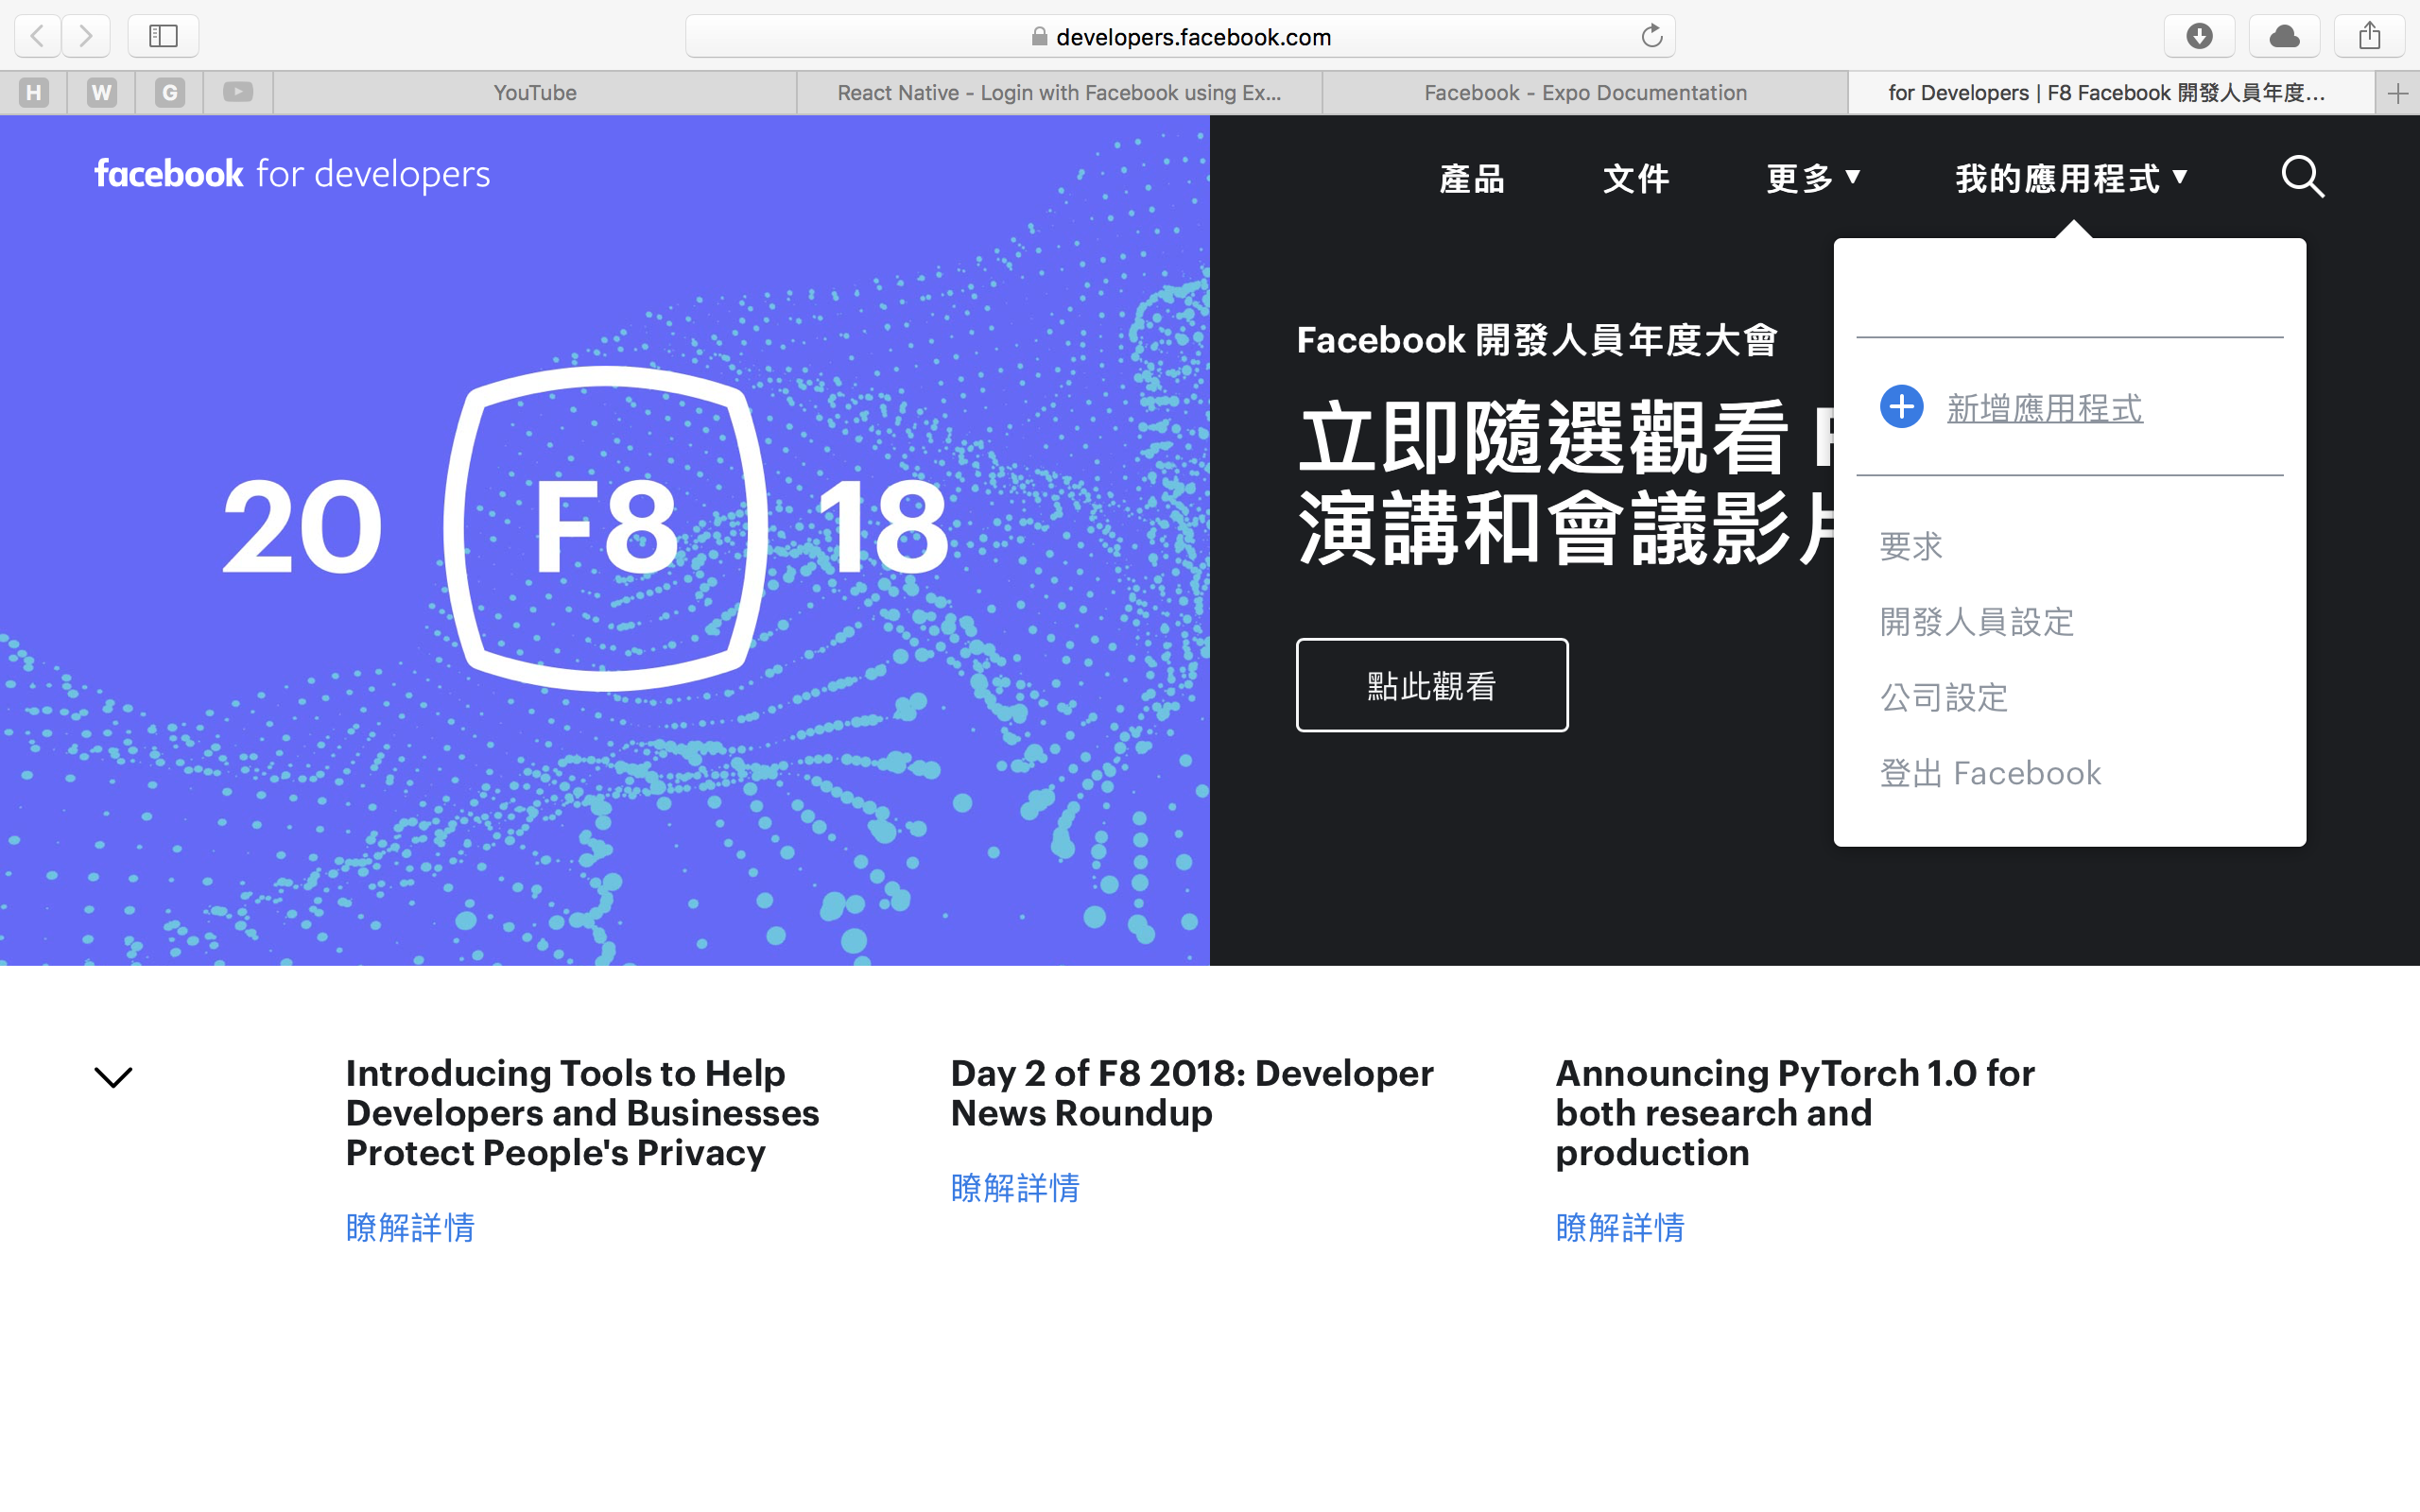 developers.facebook.com
H
W
G
YouTube
React Native - Login with Facebook using Ex...
Facebook - Expo Documentation
for Developers | F8 Facebook 開發人員年度...
facebook for developers
產品
文件
更多
我的應用程式
20 F8 18
Facebook 開發人員年度大會
立即隨選觀看
演講和會議影片
點此觀看
新增應用程式
要求
開發人員設定
公司設定
登出 Facebook
Introducing Tools to Help
Developers and Businesses
Protect People's Privacy
瞭解詳情
Day 2 of F8 2018: Developer
News Roundup
瞭解詳情
Announcing PyTorch 1.0 for
both research and
production
瞭解詳情